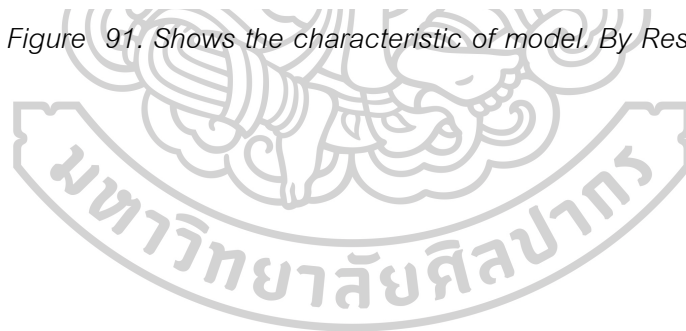 Figure 91. Shows the characteristic of model. By Res
มหาวิทยาลัยศิลปากร